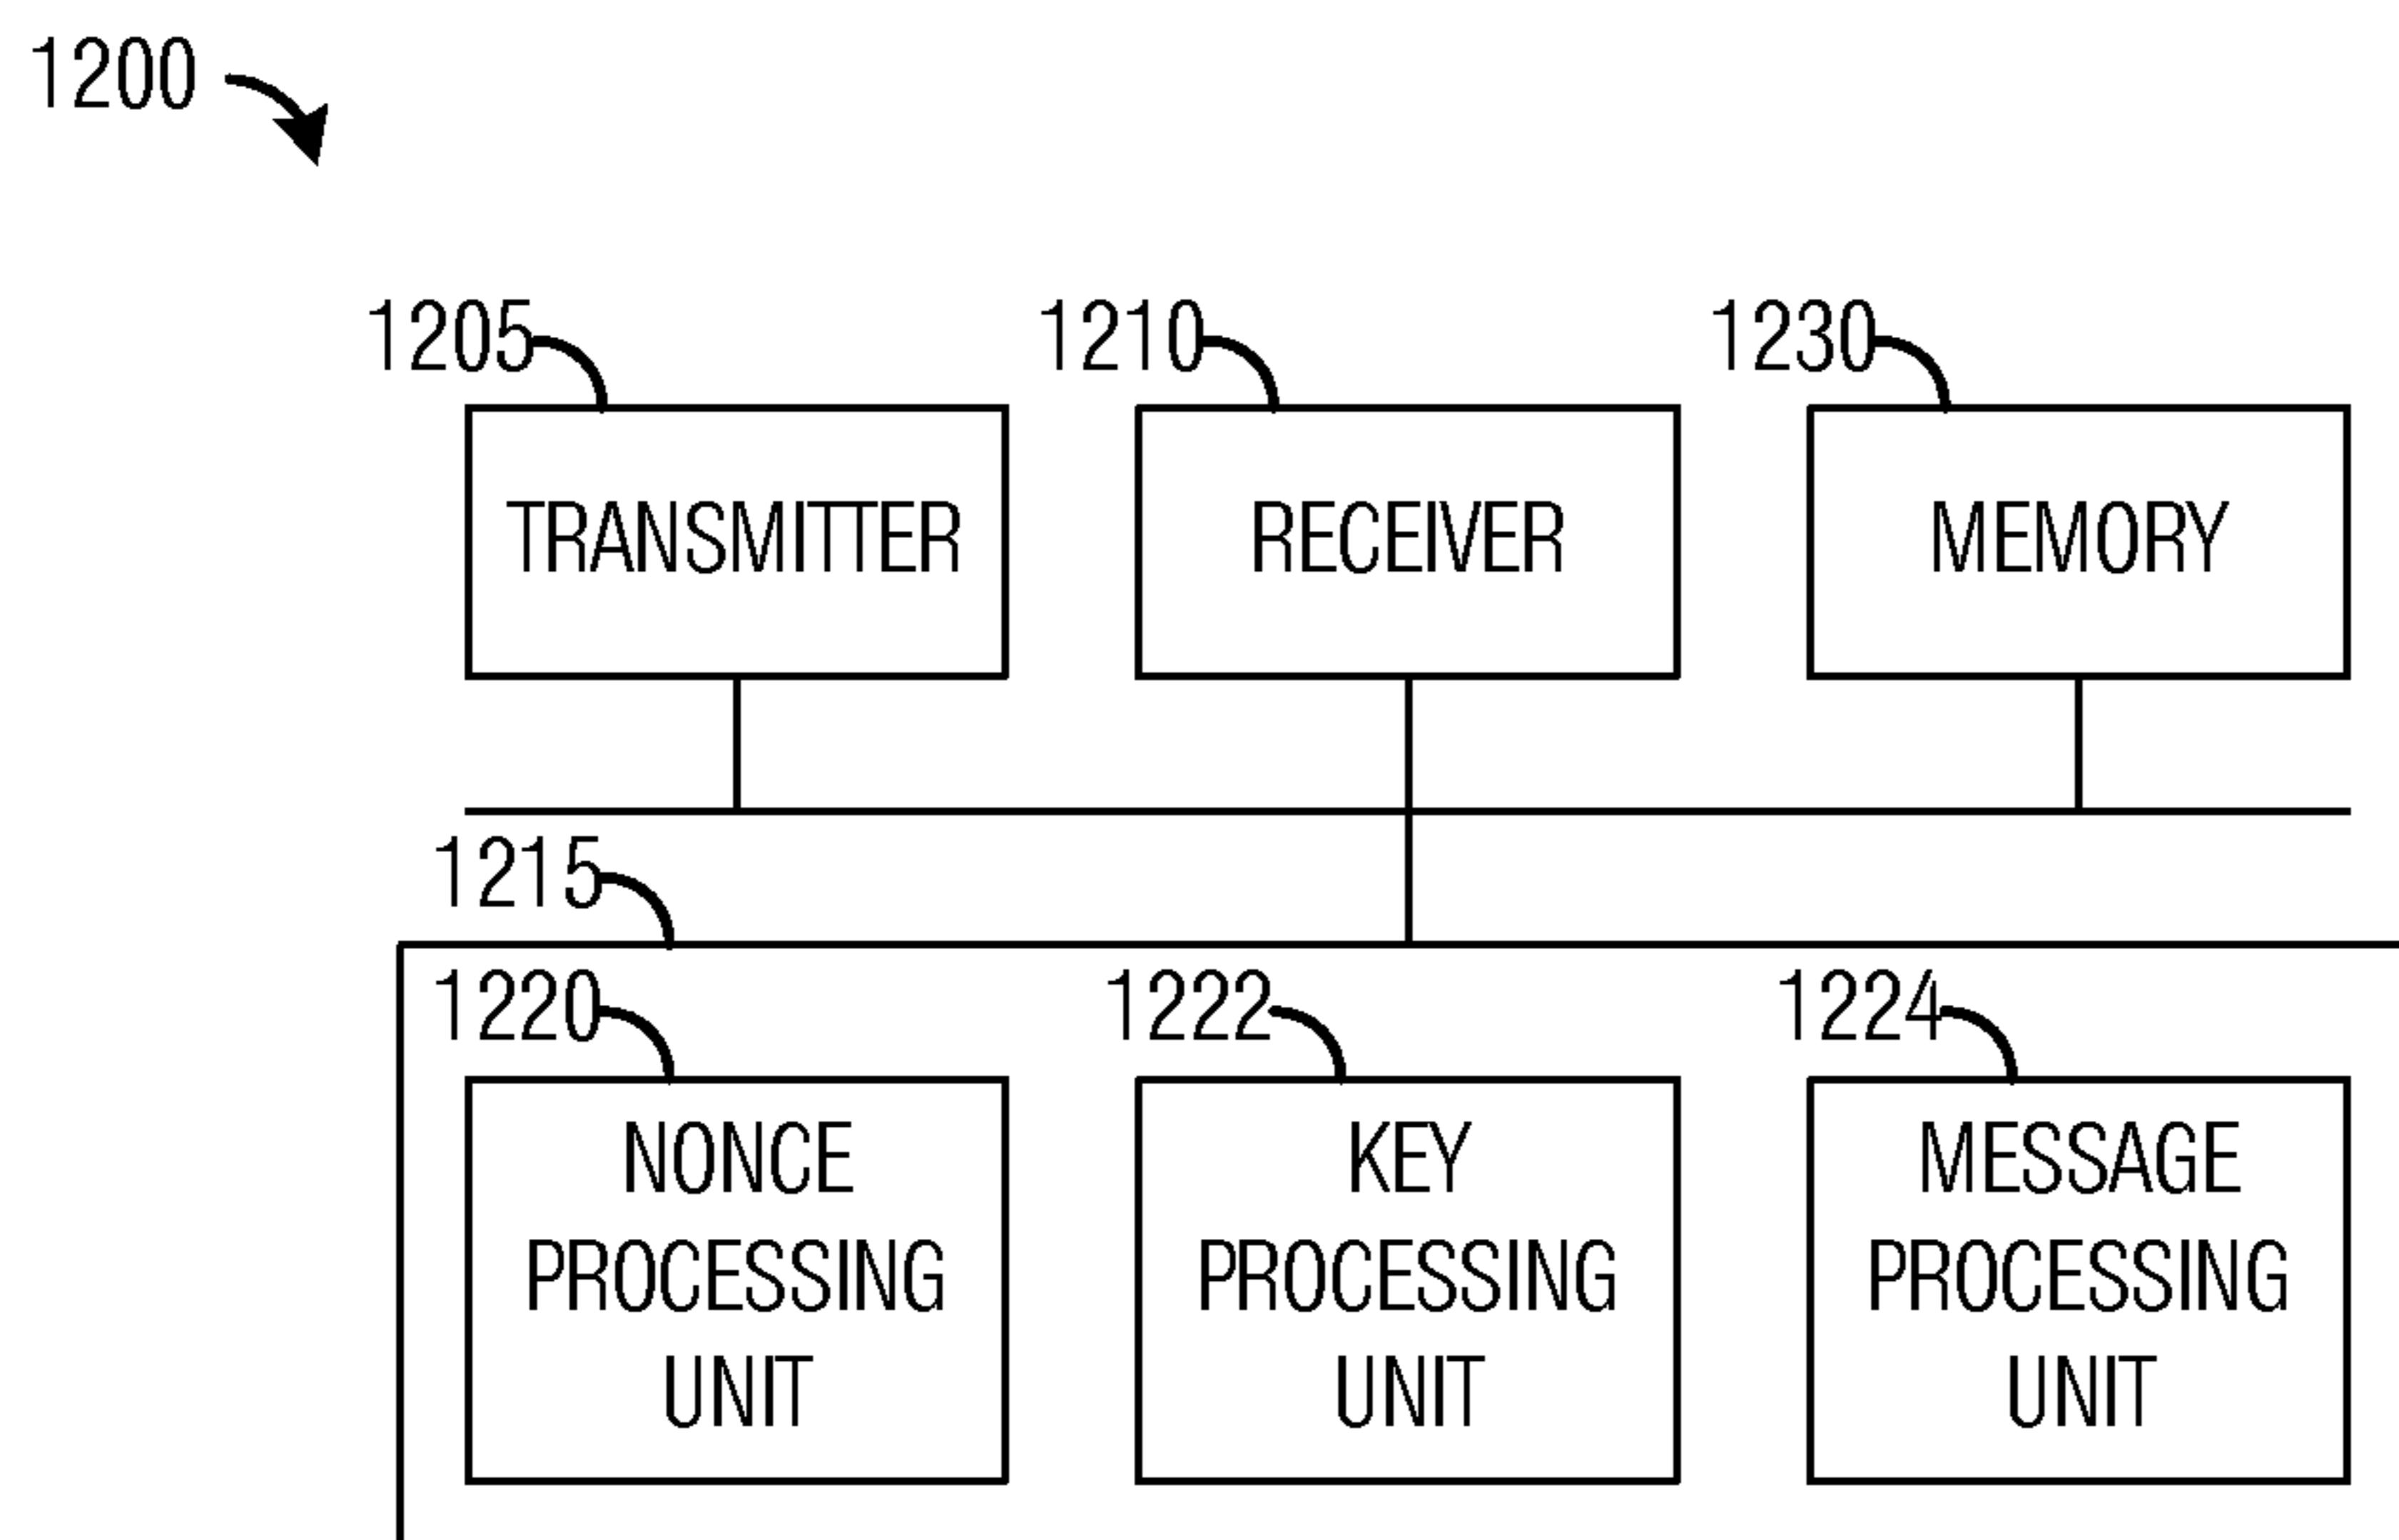 1200
1205 1210 1230
TRANSMITTER RECEIVER MEMORY
1215
1220 1222 1224
NONCE PROCESSING UNIT
KEY PROCESSING UNIT
MESSAGE PROCESSING UNIT